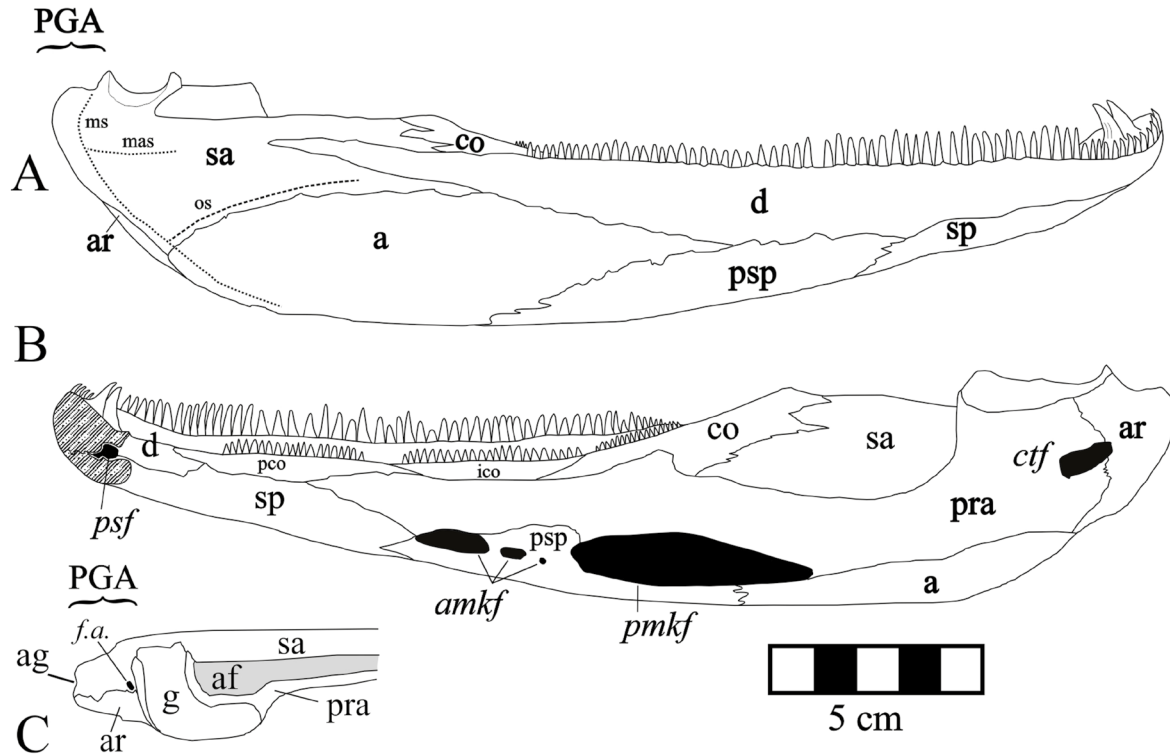 PGA
ms
mas
sa
co
A
os
d
ar
a
sp
psp
B
d
co
sa
ar
pco
ico
ctf
sp
pra
psf
psp
a
amkf
pmkf
PGA
f.a.
sa
ag
af
g
pra
C
ar
5 cm